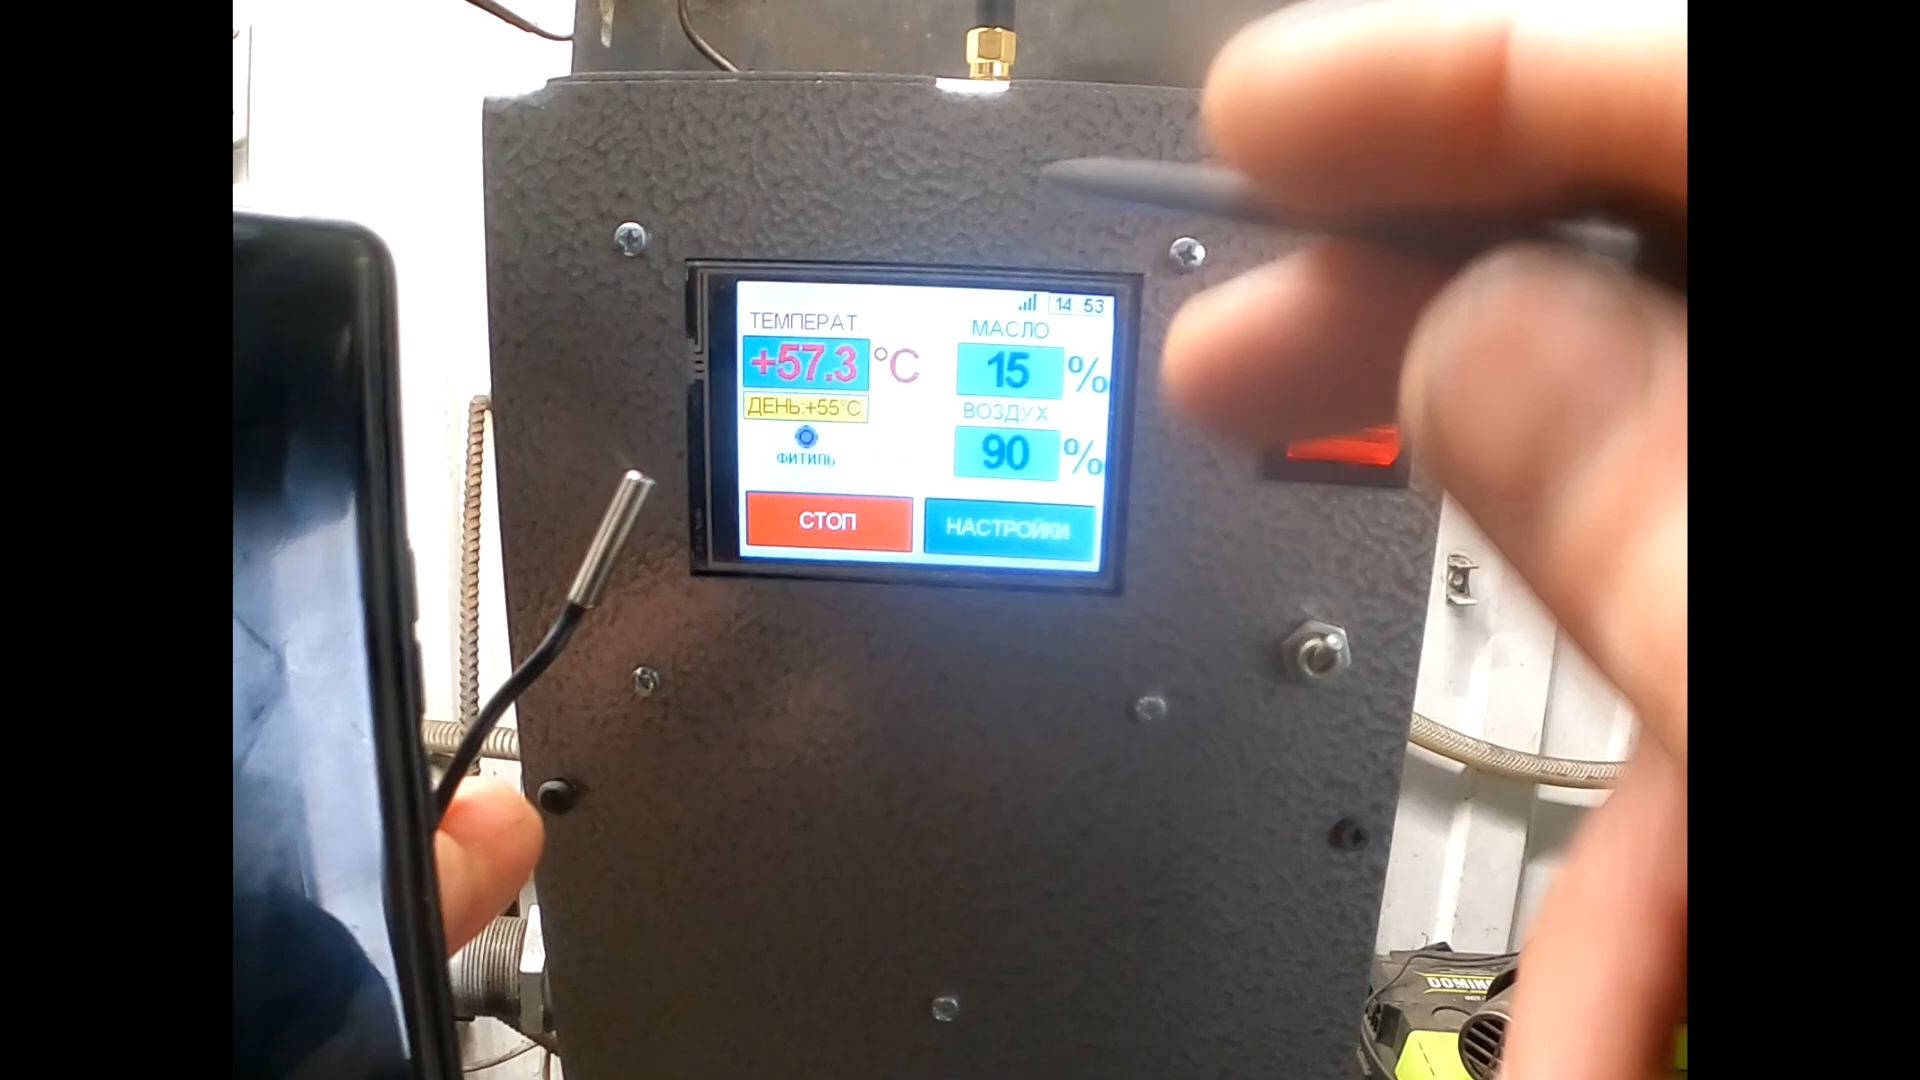 14:53
ТЕМПЕРАТ.
МАСЛО
+57.3 °C
15 %
ДЕНЬ:+55°C
ВОЗДУХ
ФИТИЛЬ
90 %
СТОП
НАСТРОЙКИ